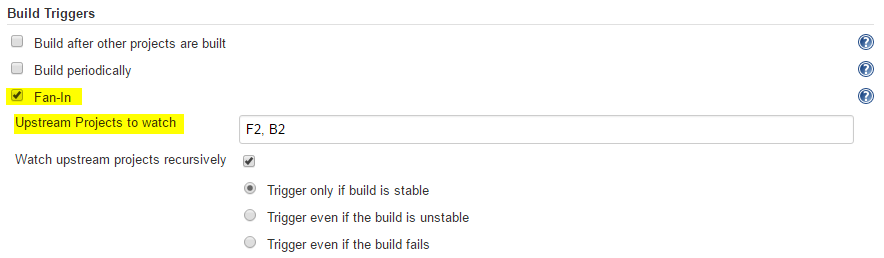 Build Triggers
Build after other projects are built
Build periodically
Fan-In
Upstream Projects to watch
F2, B2
Watch upstream projects recursively
Trigger only if build is stable
Trigger even if the build is unstable
Trigger even if the build fails